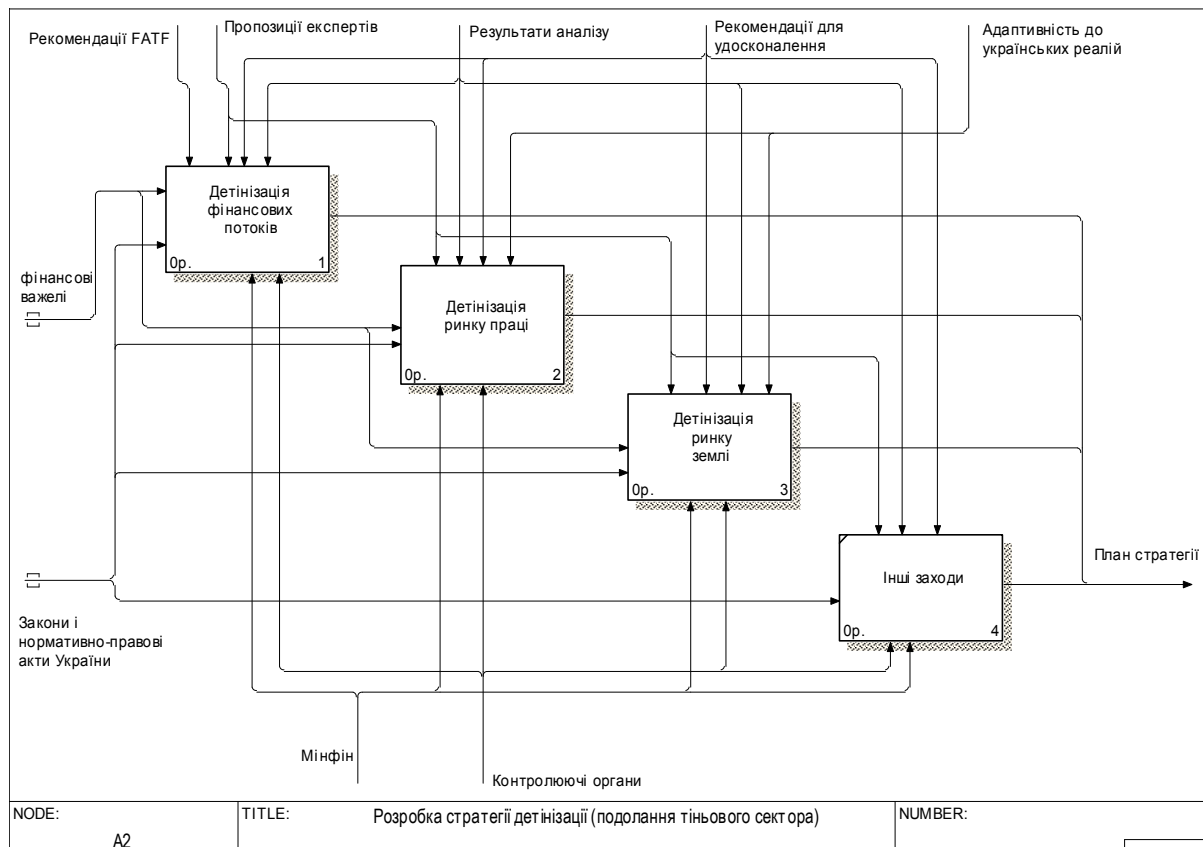 Рекомендації FATF
Пропозиції експертів
Результати аналізу
Рекомендації для
удосконалення
Адаптивність до
українських реалій
Детінізація
фінансових
потоків
0р.
1
фінансові
важелі
Детінізація
ринку праці
0р.
2
Детінізація
ринку
землі
0р.
3
Інші заходи
0р.
4
План стратегії
Закони і
нормативно-правові
акти України
Мінфін
Контролюючі органи
NODE:
A2
TITLE:
Розробка стратегії детінізації (подолання тіньового сектора)
NUMBER: